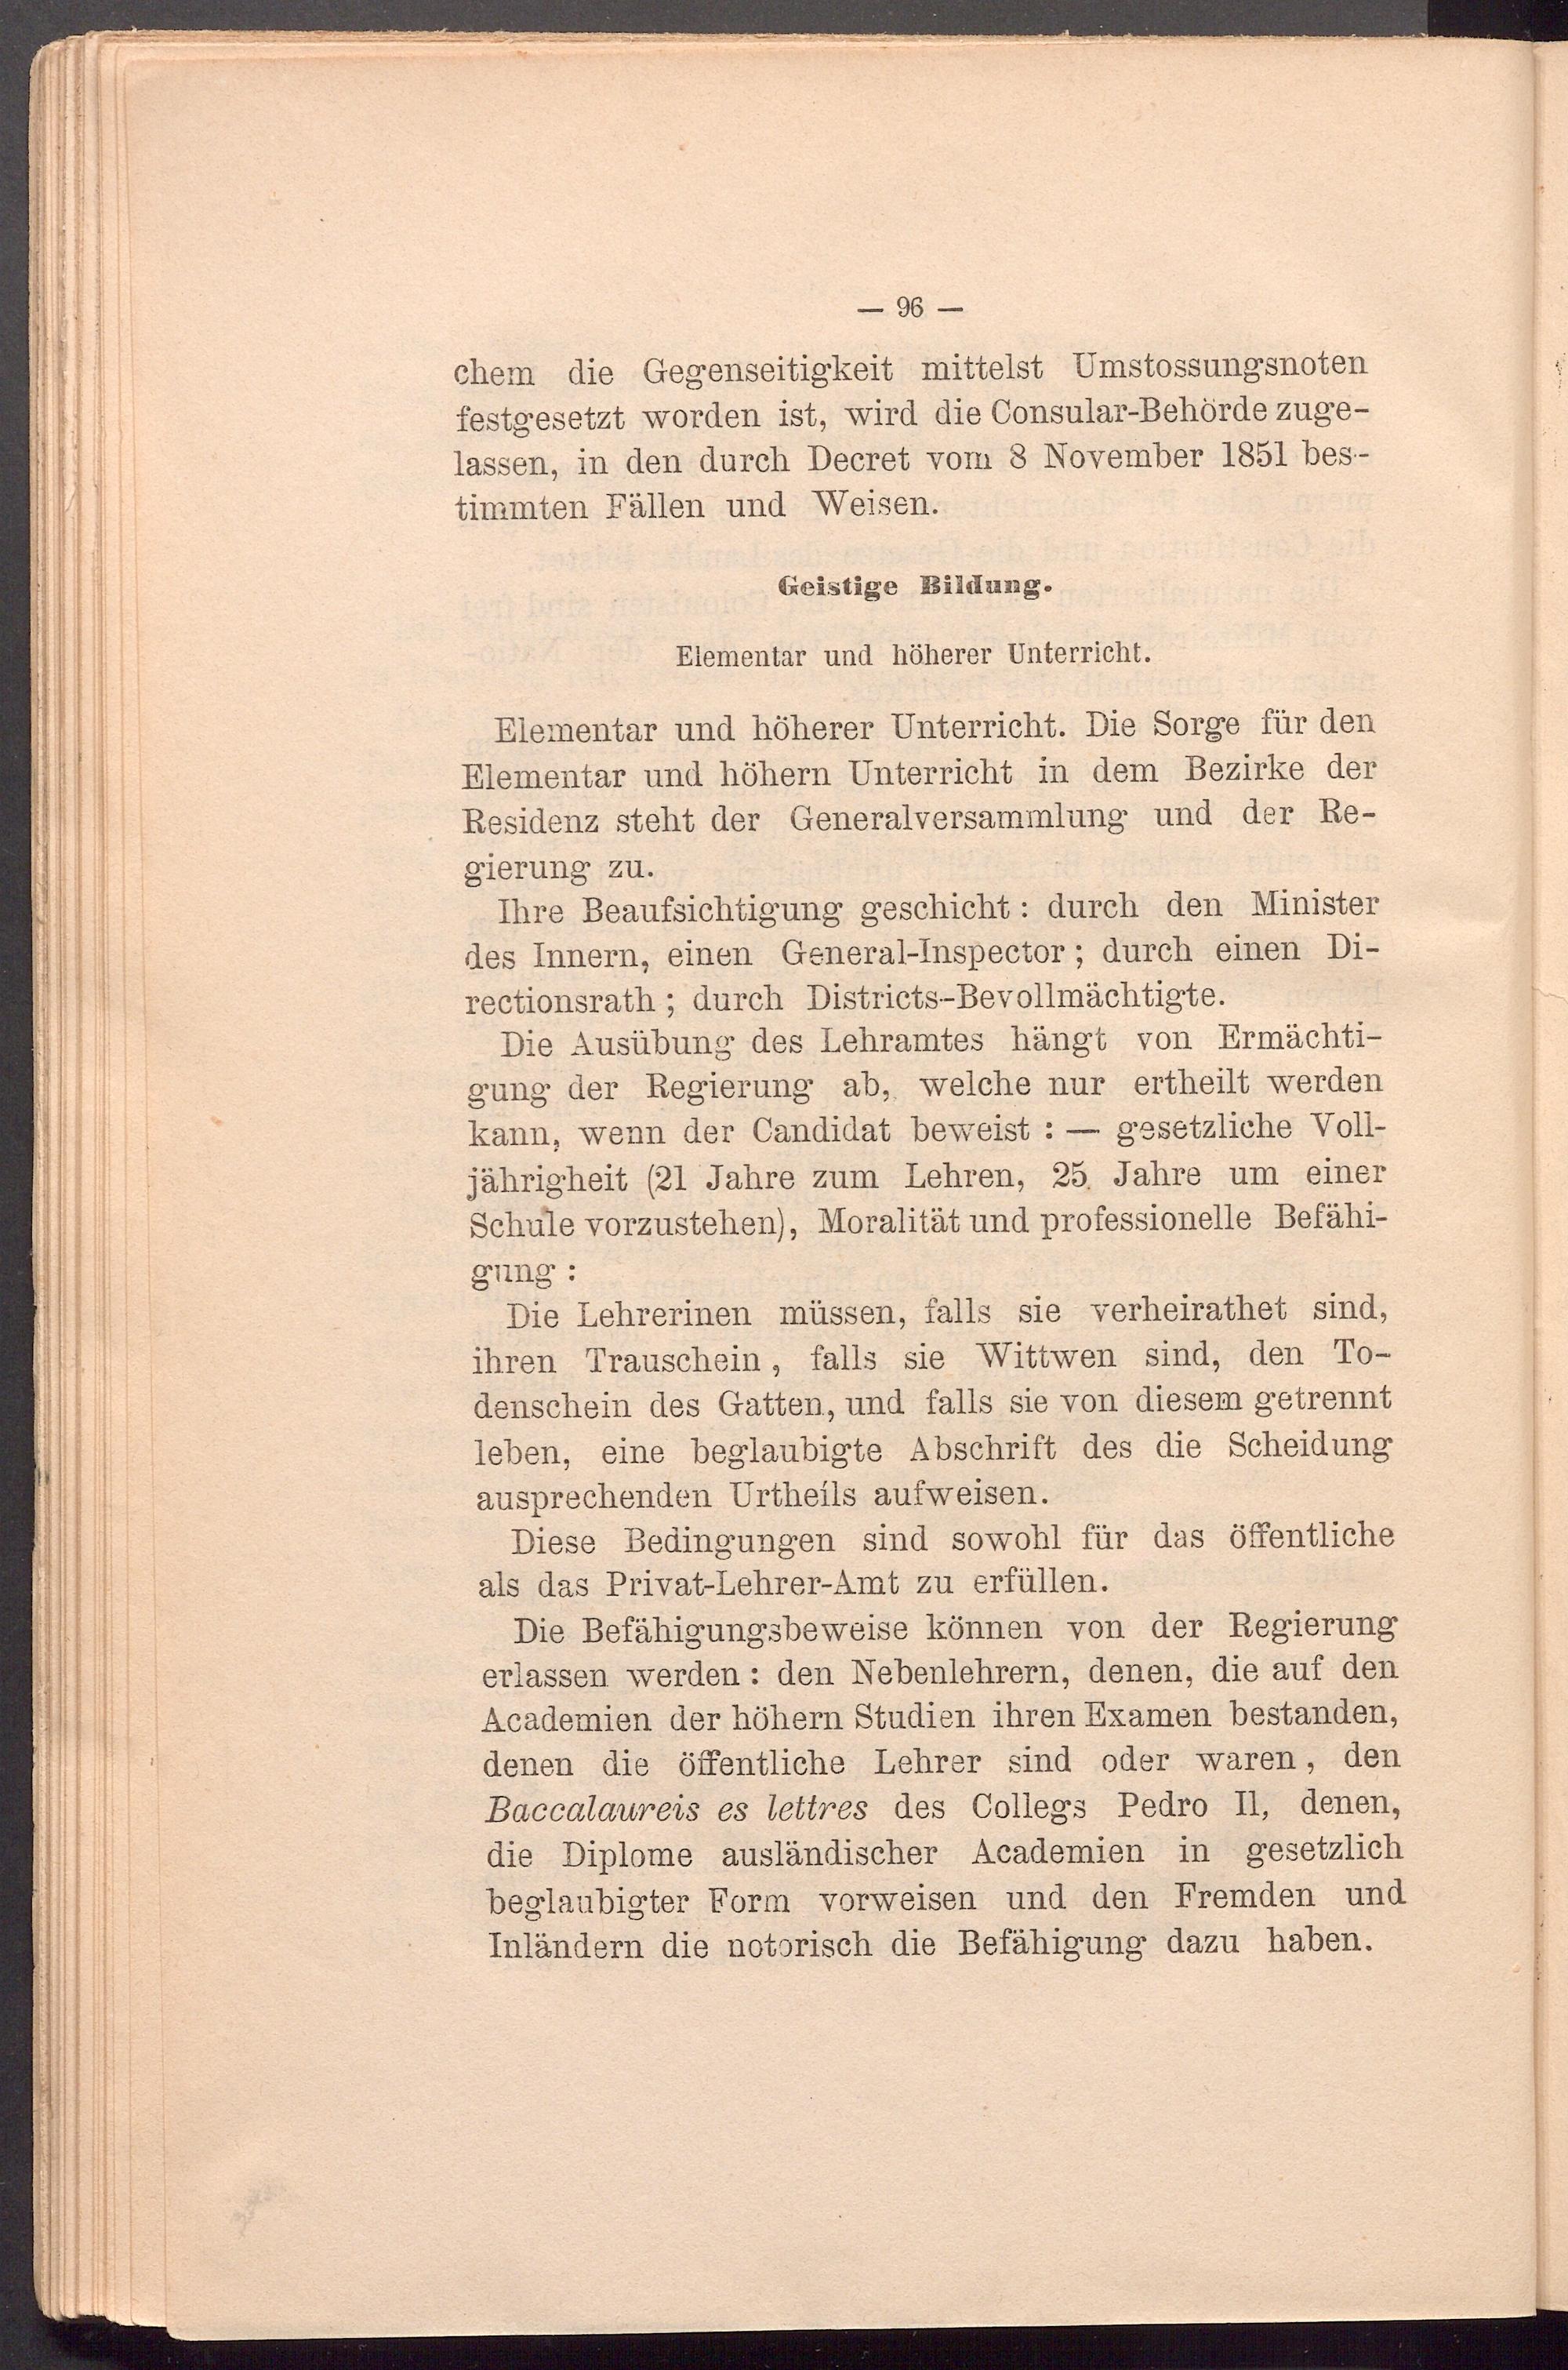 — 96 —
chem die Gegenseitigkeit mittelst Umstossungsnoten
festgesetzt worden ist, wird die Consular-Behörde zuge-
lassen, in den durch Decret vom 8 November 1851 bes-
timmten Fällen und Weisen.
Geistige Bildung.
Elementar und höherer Unterricht.
Elementar und höherer Unterricht. Die Sorge für den
Elementar und höhern Unterricht in dem Bezirke der
Residenz steht der Generalversammlung und der Re-
gierung zu.
Ihre Beaufsichtigung geschicht : durch den Minister
des Innern, einen General-Inspector ; durch einen Di-
rectionsrath ; durch Districts-Bevollmächtigte.
Die Ausübung des Lehramtes hängt von Ermächti-
gung der Regierung ab, welche nur ertheilt werden
kann, wenn der Candidat beweist : — gesetzliche Voll-
jährigheit (21 Jahre zum Lehren, 25 Jahre um einer
Schule vorzustehen), Moralität und professionelle Befähi-
gung :
Die Lehrerinen müssen, falls sie verheirathet sind,
ihren Trauschein, falls sie Wittwen sind, den To-
denschein des Gatten, und falls sie von diesem getrennt
leben, eine beglaubigte Abschrift des die Scheidung
ausprechenden Urtheíls aufweisen.
Diese Bedingungen sind sowohl für das öffentliche
als das Privat-Lehrer-Amt zu erfüllen.
Die Befähigungsbeweise können von der Regierung
erlassen werden : den Nebenlehrern, denen, die auf den
Academien der höhern Studien ihren Examen bestanden,
denen die öffentliche Lehrer sind oder waren, den
Baccalaureis es lettres des Collegs Pedro Il, denen,
die Diplome ausländischer Academien in gesetzlich
beglaubigter Form vorweisen und den Fremden und
Inländern die notorisch die Befähigung dazu haben.